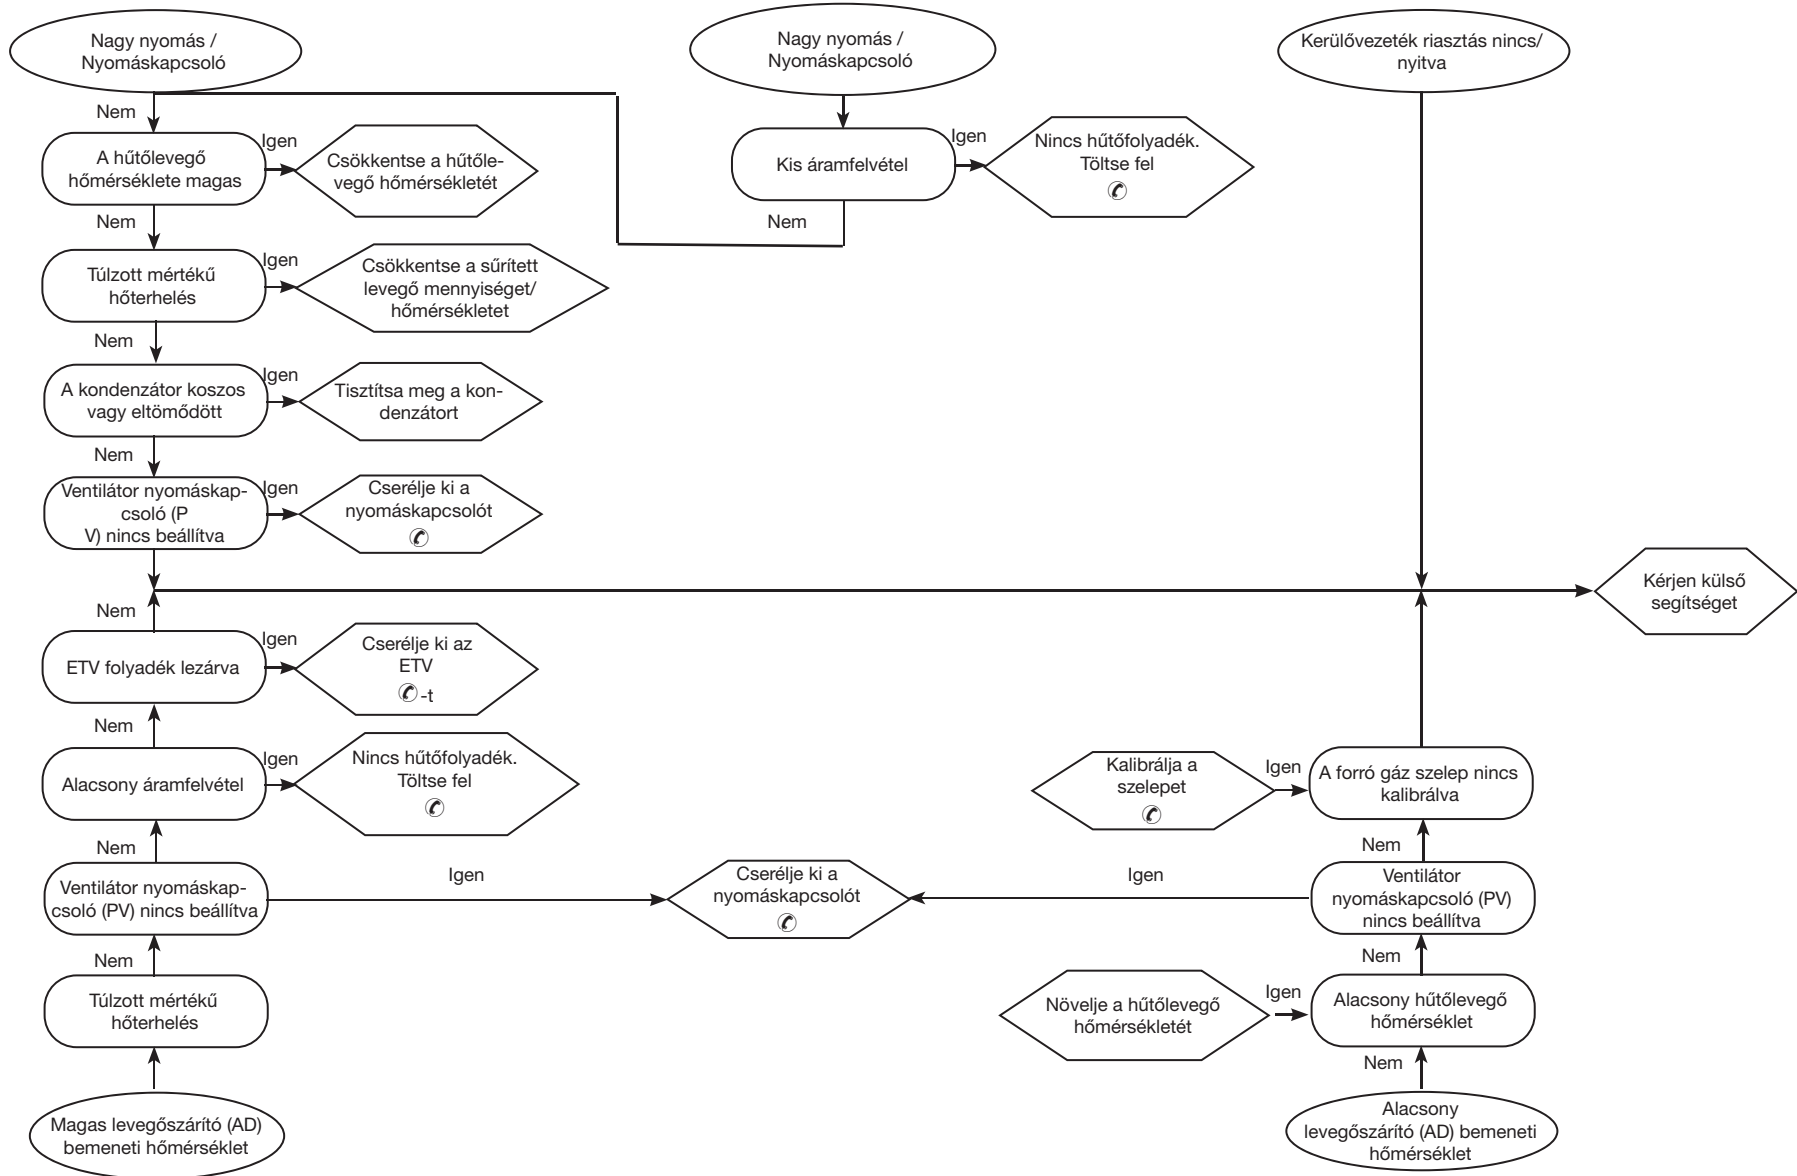 Nagy nyomás /
Nyomáskapcsoló
Nagy nyomás /
Nyomáskapcsoló
Kerülővezeték riasztás nincs/
nyitva
Nem
A hűtőlevegő
hőmérséklete magas
Igen
Csökkentse a hűtőle-
vegő hőmérsékletét
Kis áramfelvétel
Igen
Nincs hűtőfolyadék.
Töltse fel
Nem
Nem
Túlzott mértékű
hőterhelés
Igen
Csökkentse a sűrített
levegő mennyiséget/
hőmérsékletet
Nem
A kondenzátor koszos
vagy eltömődött
Igen
Tisztítsa meg a kon-
denzátort
Nem
Ventilátor nyomáskap-
csoló (P
V) nincs beállítva
Igen
Cserélje ki a
nyomáskapcsolót
Kérjen külső
segítséget
Nem
ETV folyadék lezárva
Igen
Cserélje ki az
ETV
-t
Nem
Alacsony áramfelvétel
Igen
Nincs hűtőfolyadék.
Töltse fel
Kalibrálja a
szelepet
Igen
A forró gáz szelep nincs
kalibrálva
Nem
Nem
Ventilátor nyomáskap-
csoló (PV) nincs beállítva
Igen
Cserélje ki a
nyomáskapcsolót
Igen
Ventilátor
nyomáskapcsoló (PV)
nincs beállítva
Nem
Nem
Túlzott mértékű
hőterhelés
Növelje a hűtőlevegő
hőmérsékletét
Igen
Alacsony hűtőlevegő
hőmérséklet
Nem
Magas levegőszárító (AD)
bemeneti hőmérséklet
Alacsony
levegőszárító (AD) bemeneti
hőmérséklet